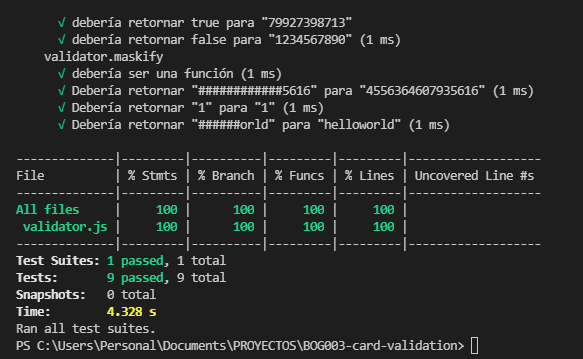 √ debería retornar true para "79927398713"
√ debería retornar false para "1234567890" (1 ms)
validator.maskify
√ debería ser una función (1 ms)
√ Debería retornar "############5616" para "4556364607935616" (1 ms)
√ Debería retornar "1" para "1" (1 ms)
√ Debería retornar "######orld" para "helloworld" (1 ms)
--------------|---------|----------|---------|---------|-------------------
File          | % Stmts | % Branch | % Funcs | % Lines | Uncovered Line #s
--------------|---------|----------|---------|---------|-------------------
All files     |     100 |      100 |     100 |     100 |
 validator.js |     100 |      100 |     100 |     100 |
--------------|---------|----------|---------|---------|-------------------
Test Suites: 1 passed, 1 total
Tests:       9 passed, 9 total
Snapshots:   0 total
Time:        4.328 s
Ran all test suites.
PS C:\Users\Personal\Documents\PROYECTOS\BOG003-card-validation>